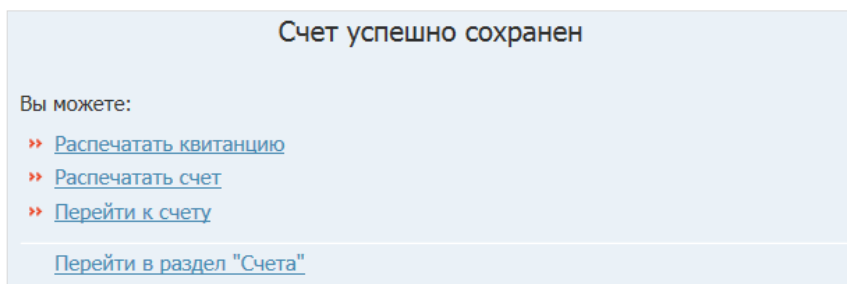 Счет успешно сохранен
Вы можете:
Распечатать квитанцию
Распечатать счет
Перейти к счету
Перейти в раздел "Счета"